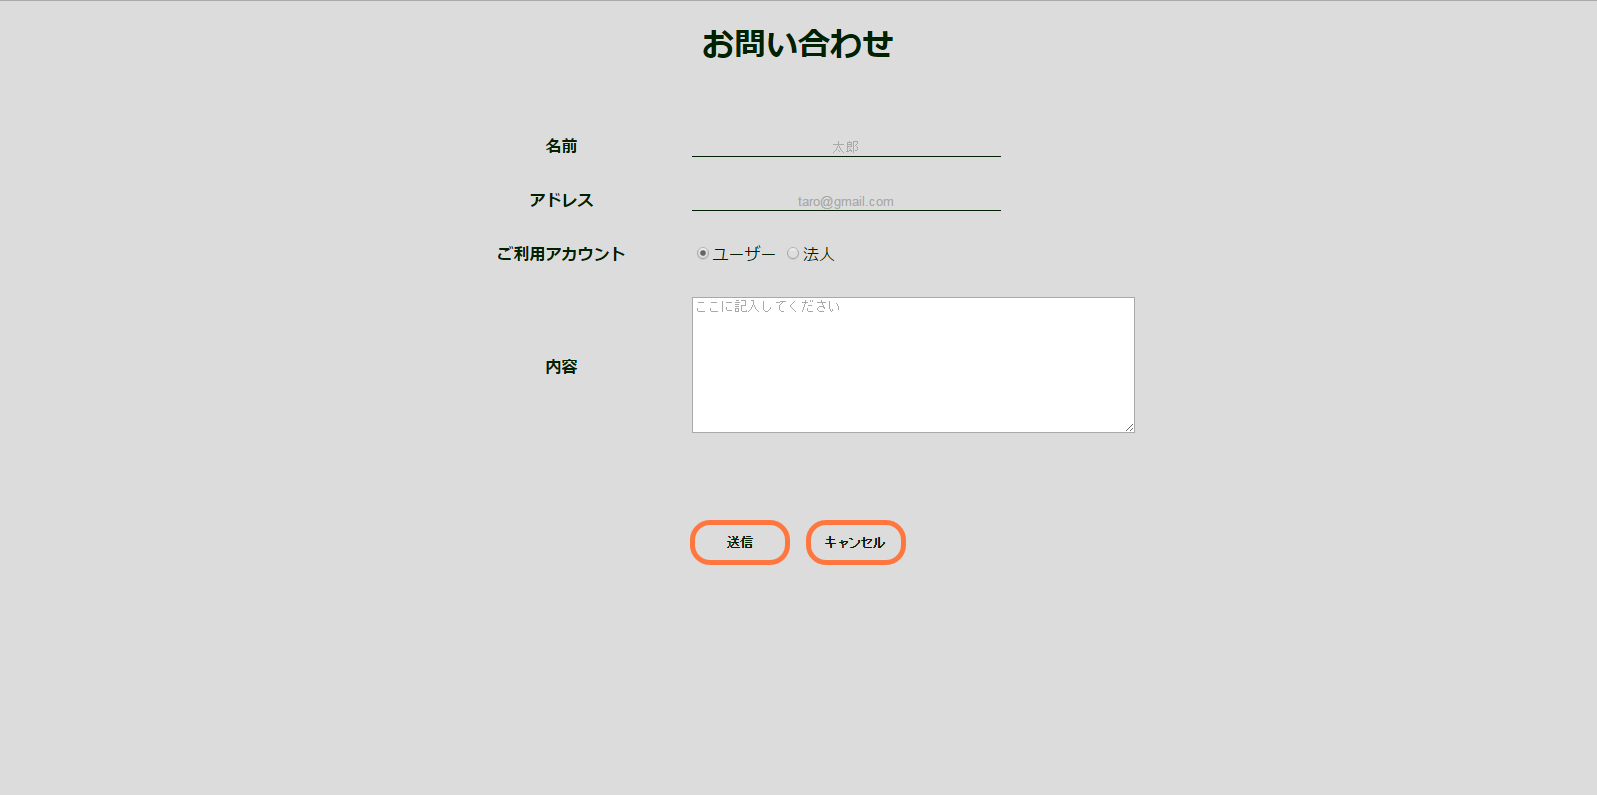 お問い合わせ
名前 太郎
アドレス taro@gmail.com
ご利用アカウント ユーザー 法人
ここに記入してください
内容
送信 キャンセル